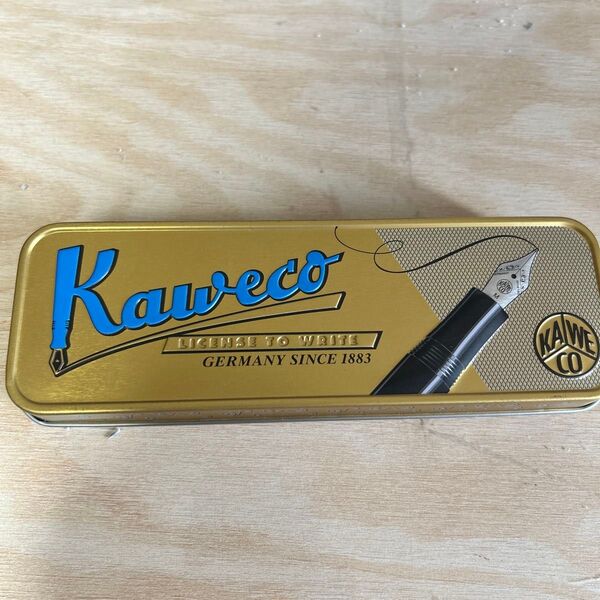 Kaweco
LICENSE TO WRITE
GERMANY SINCE 1883
KA WE
CO